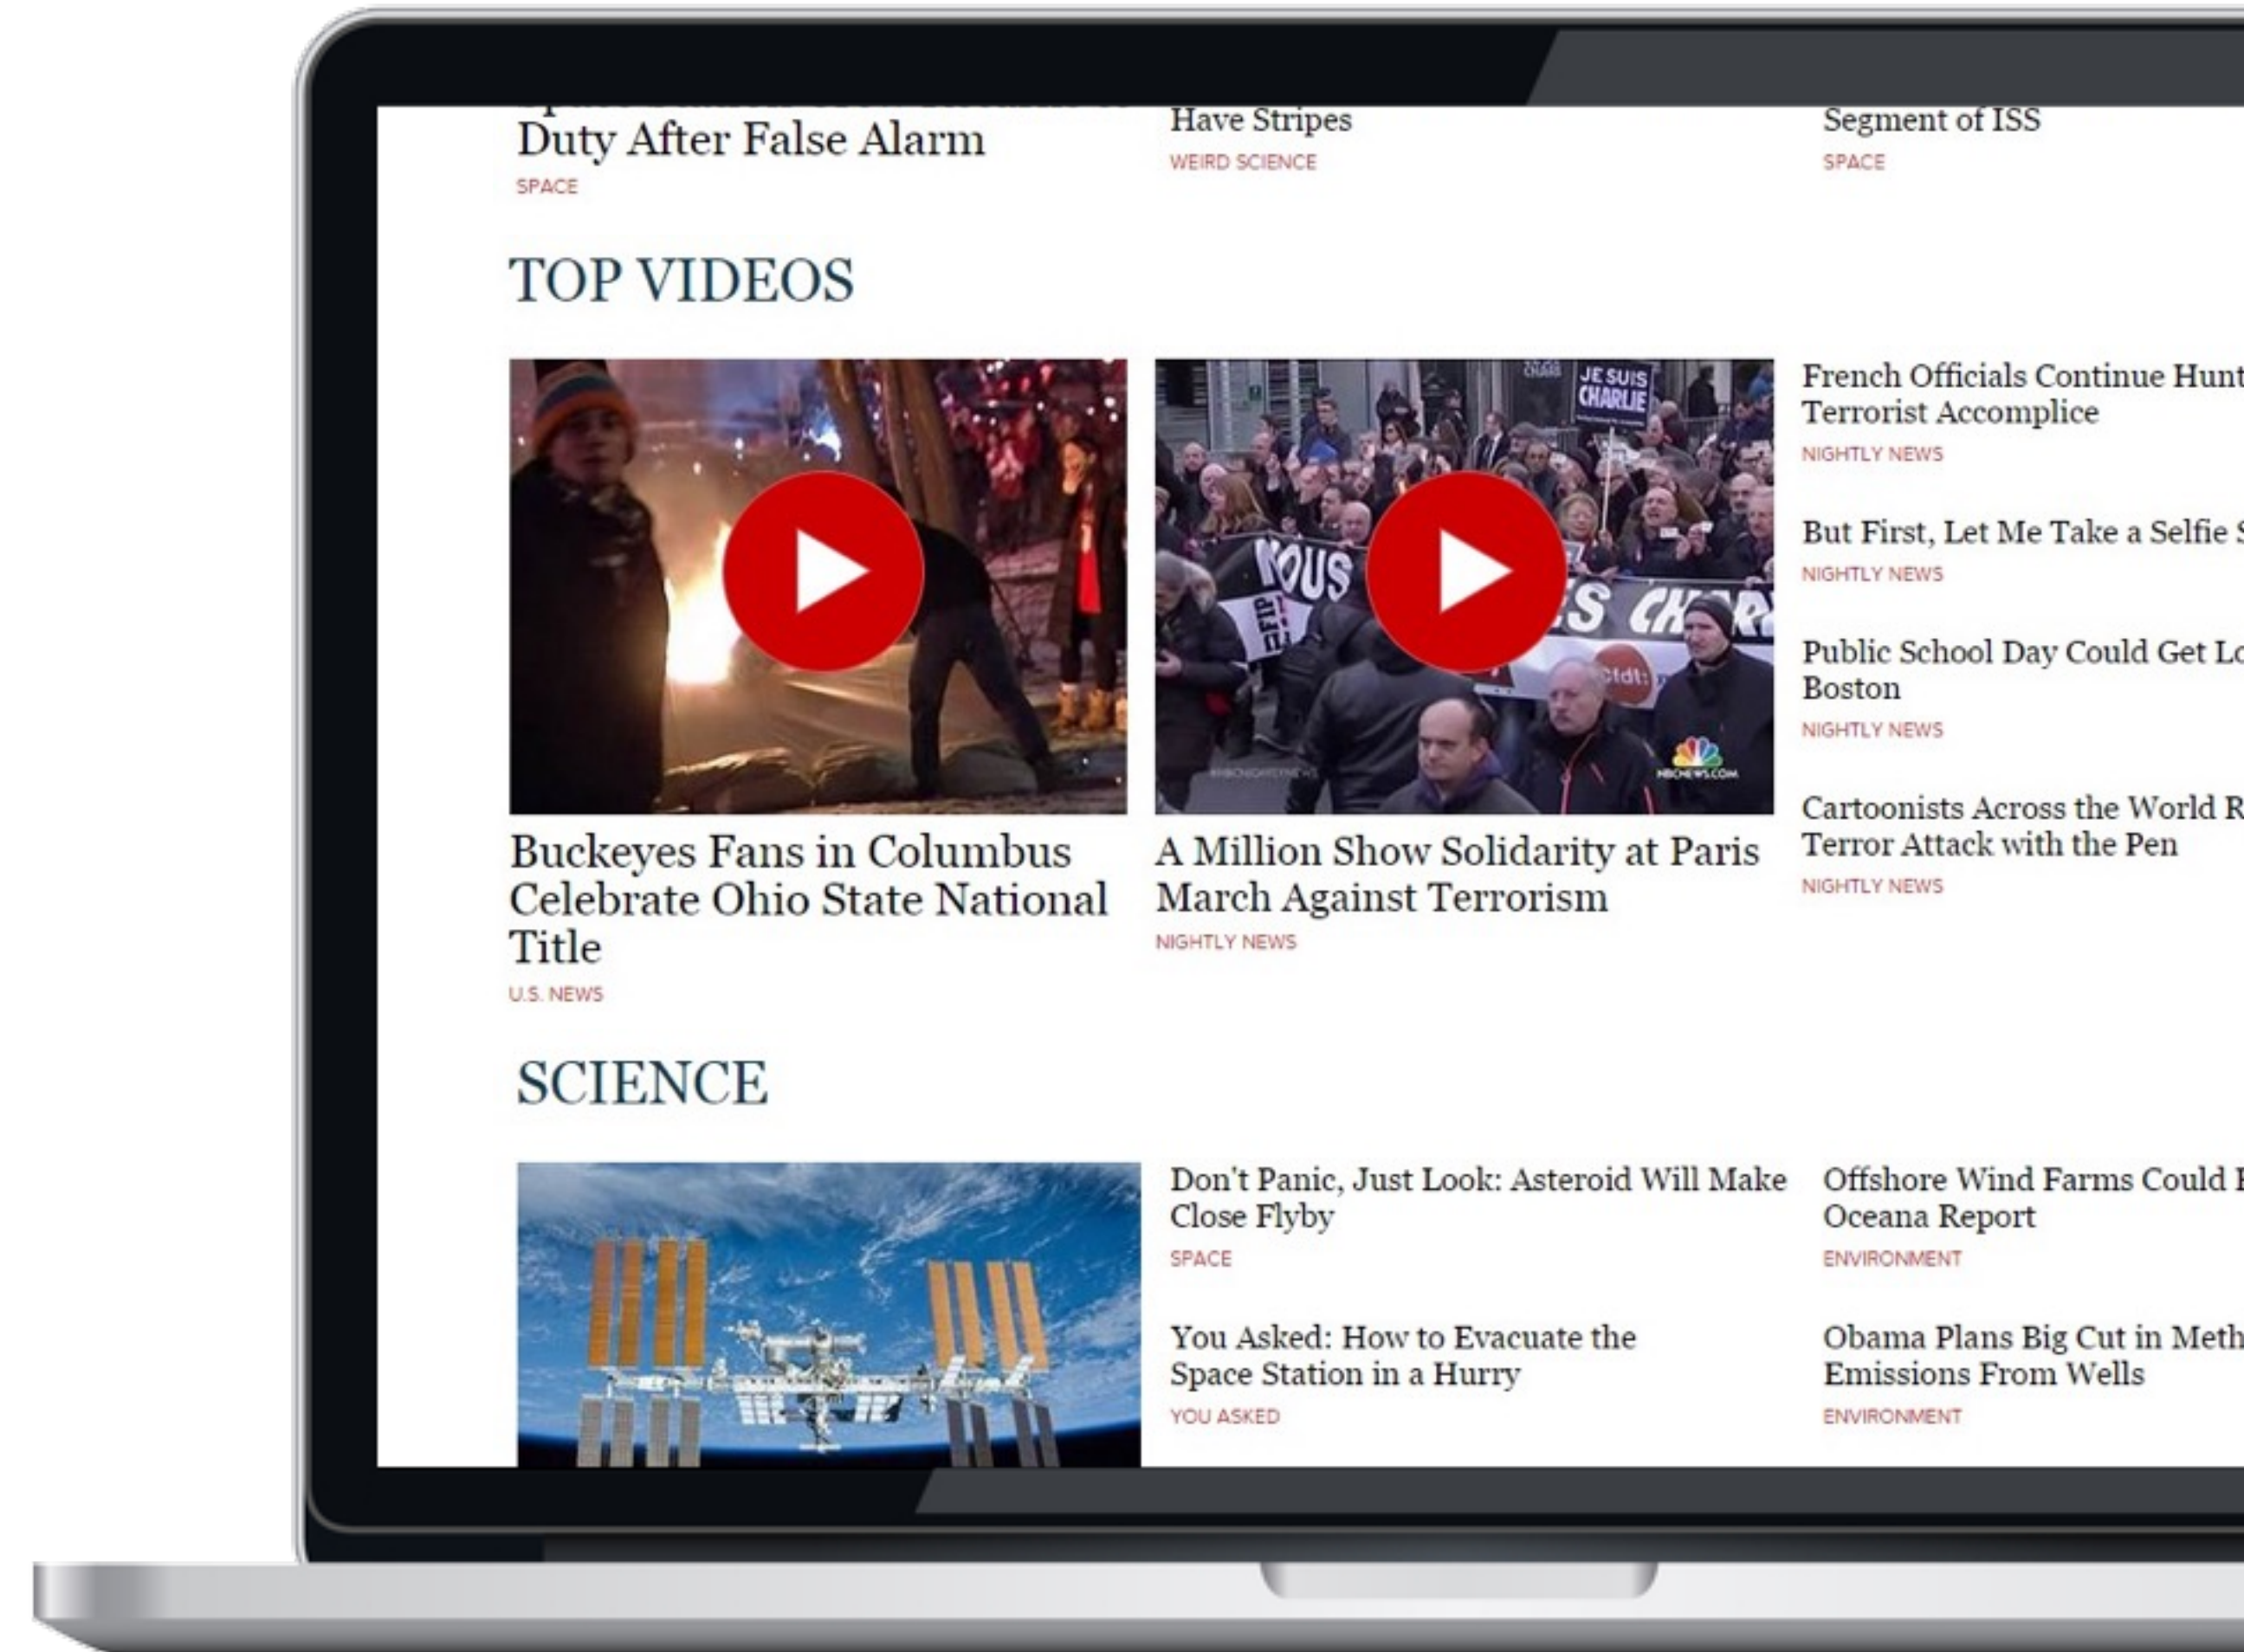 Duty After False Alarm
SPACE
Have Stripes
WEIRD SCIENCE
Segment of ISS
SPACE
TOP VIDEOS
JE SUIS
CHARLIE
NOUS
CFDT:
NBCNEWS.COM
Buckeyes Fans in Columbus
Celebrate Ohio State National
Title
U.S. NEWS
A Million Show Solidarity at Paris
March Against Terrorism
NIGHTLY NEWS
French Officials Continue Hunt
Terrorist Accomplice
NIGHTLY NEWS
But First, Let Me Take a Selfie
NIGHTLY NEWS
Public School Day Could Get
Boston
NIGHTLY NEWS
Cartoonists Across the World
Terror Attack with the Pen
NIGHTLY NEWS
SCIENCE
Don't Panic, Just Look: Asteroid Will Make
Close Flyby
SPACE
You Asked: How to Evacuate the
Space Station in a Hurry
YOU ASKED
Offshore Wind Farms Could
Oceana Report
ENVIRONMENT
Obama Plans Big Cut in
Emissions From Wells
ENVIRONMENT